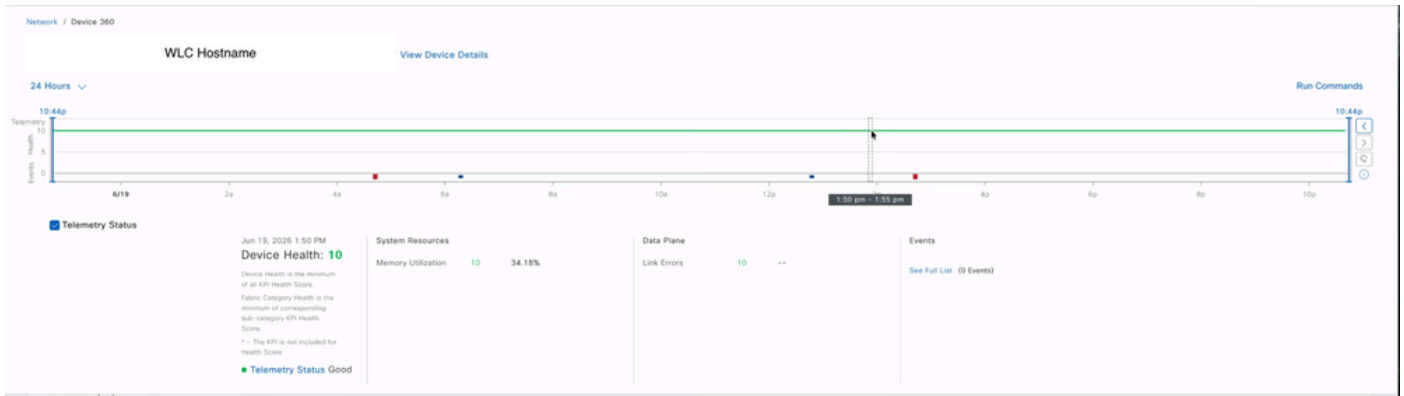 Network / Device 360
WLC Hostname
View Device Details
24 Hours
Run Commands
10:44p
10:44p
Telemetry
10
Health
5
Events
0
6/19
2a
4a
6a
8a
10a
12p
4p
6p
8p
10p
1:50 pm - 1:55 pm
Telemetry Status
Jun 19, 2026 1:50 PM
Device Health: 10
Device Health is the minimum
of all KPI Health Score.
Fabric Category Health is the
minimum of corresponding
sub-category KPI Health
Score.
* - The KPI is not included for
Health Score
Telemetry Status Good
System Resources
Memory Utilization 10 34.18%
Data Plane
Link Errors 10 --
Events
See Full List (0 Events)